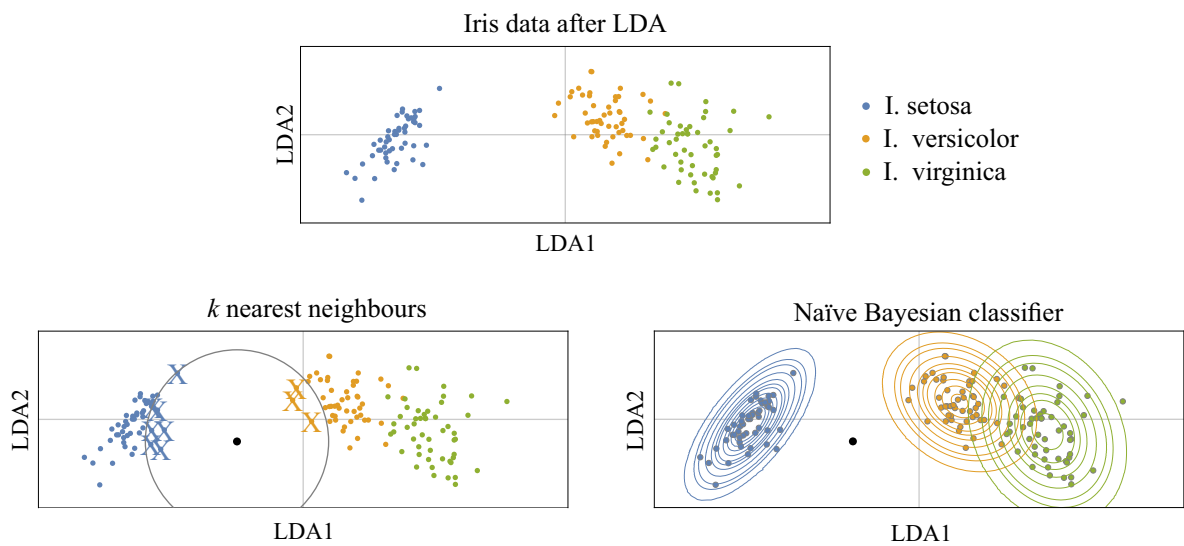 Iris data after LDA
LDA2
I. setosa
I. versicolor
I. virginica
LDA1
k nearest neighbours
LDA2
X
X
X
X
X
X
X
X
X
X
X
LDA1
Naïve Bayesian classifier
LDA2
LDA1